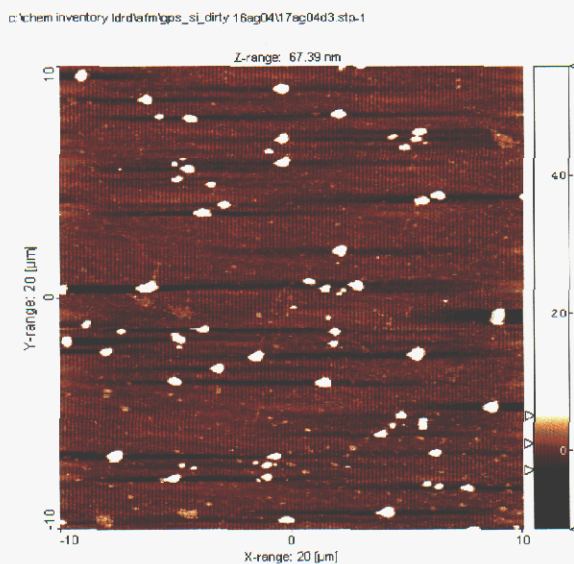 c:\chem inventory ldrd\afm\gps_si_dirty 16ag04\17ag04d3.stp-1
Z-range: 67.39 nm
10
0
-10
Y-range: 20 [µm]
-10
0
10
X-range: 20 [µm]
40
20
0